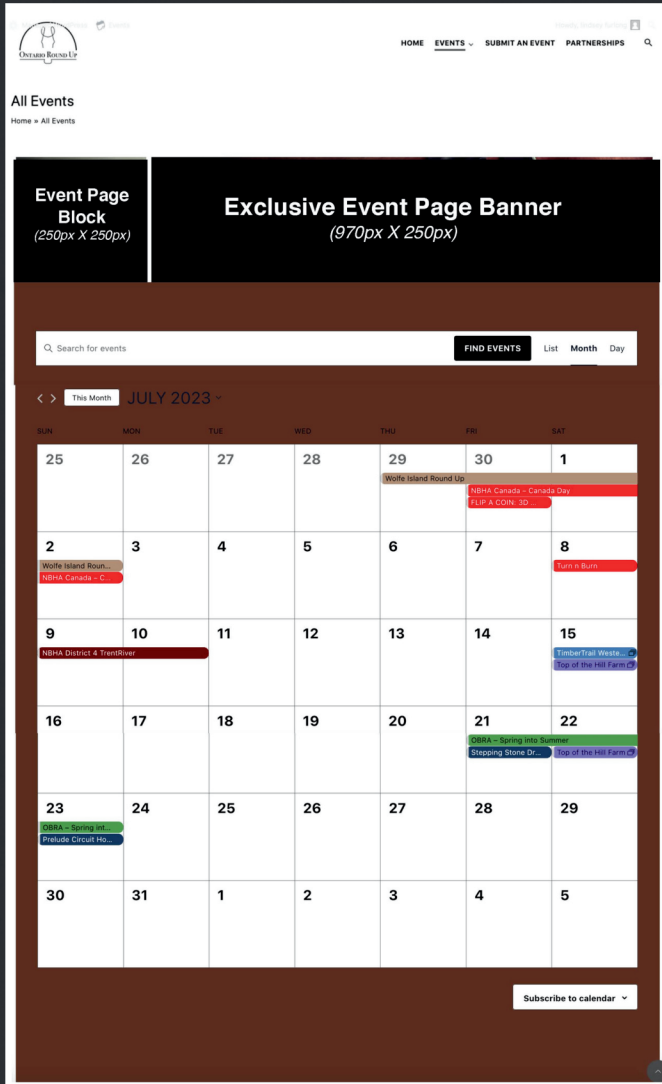 Events
ONTARIO ROUND UP
HOME EVENTS SUBMIT AN EVENT PARTNERSHIPS
All Events
Home » All Events
Event Page
Block
(250px X 250px)
Exclusive Event Page Banner
(970px X 250px)
Search for events
FIND EVENTS
List Month Day
This Month
JULY 2023
SUN MON TUE WED THU FRI SAT
25 26 27 28 29 30 1
Wolfe Island Round Up
NBHA Canada – Canada Day
FLIP A COIN: 3D ...
2 3 4 5 6 7 8
Wolfe Island Roun...
Turn n Burn
NBHA Canada – C...
9 10 11 12 13 14 15
NBHA District 4 TrentRiver
TimberTrail Weste...
Top of the Hill Farm
16 17 18 19 20 21 22
OBRA – Spring into Summer
Stepping Stone Dr...
Top of the Hill Farm
23 24 25 26 27 28 29
OBRA – Spring int...
Prelude Circuit Ho...
30 31 1 2 3 4 5
Subscribe to calendar